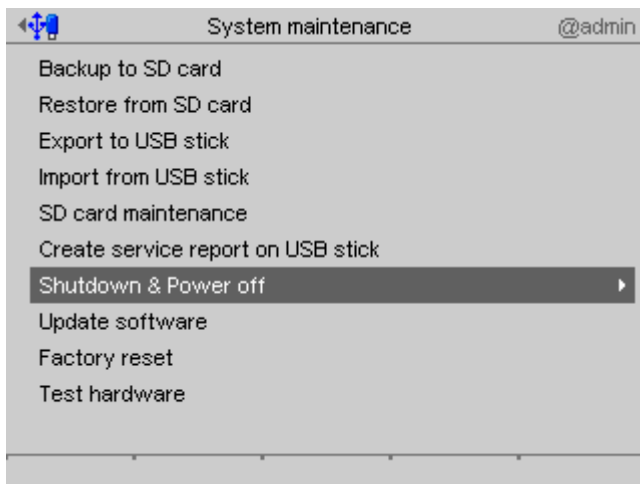 System maintenance @admin
Backup to SD card
Restore from SD card
Export to USB stick
Import from USB stick
SD card maintenance
Create service report on USB stick
Shutdown & Power off
Update software
Factory reset
Test hardware